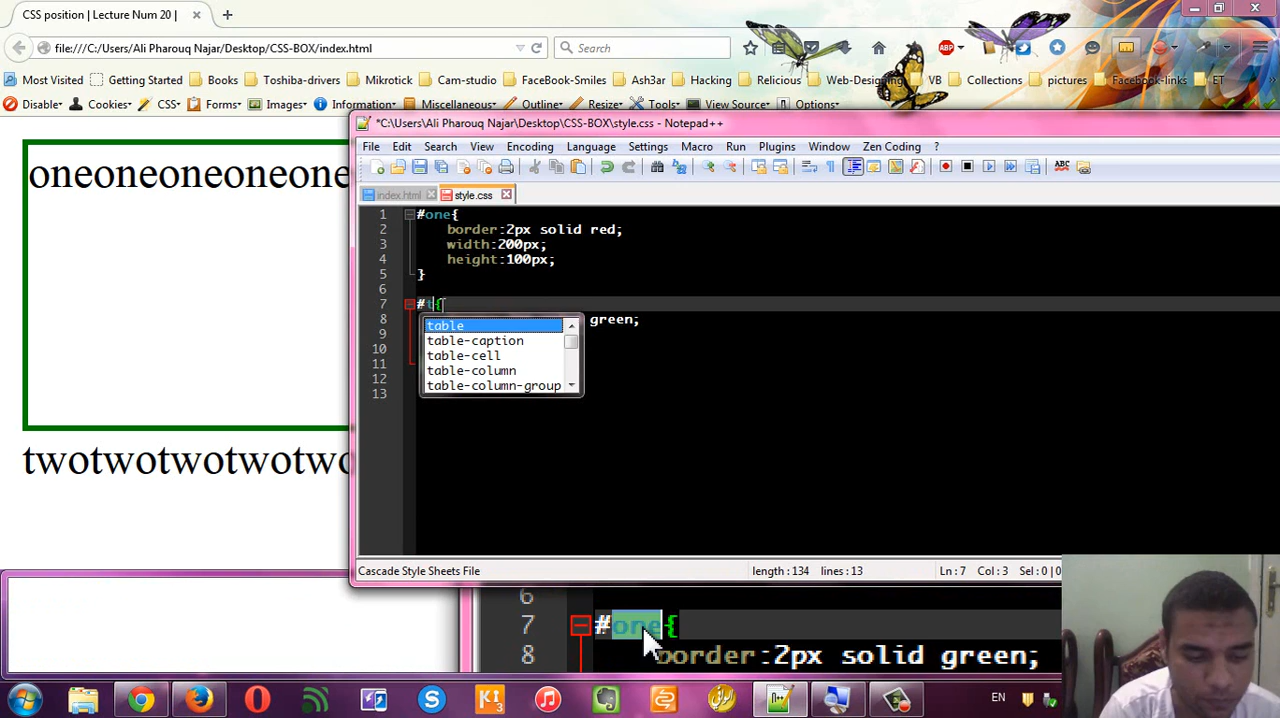 CSS position | Lecture Num 20 |
file:///C:/Users/Ali Pharouq Najar/Desktop/CSS-BOX/index.html
Search
ABP
Most Visited Getting Started Books Toshiba-drivers Mikrotick Cam-studio FaceBook-Smiles Ash3ar Hacking Relicious Web-Designing VB Collections pictures Facebook-links ET
Disable Cookies CSS Forms Images Information Miscellaneous Outline Resize Tools View Source Options
*C:\Users\Ali Pharouq Najar\Desktop\CSS-BOX\style.css - Notepad++
File Edit Search View Encoding Language Settings Macro Run Plugins Window Zen Coding ?
index.html style.css
oneoneoneoneone
twotwotwotwotwo
1 #one{
2 border:2px solid red;
3 width:200px;
4 height:100px;
5 }
6
7 #t{
8 green;
9
10
11
12
13
table
table-caption
table-cell
table-column
table-column-group
Cascade Style Sheets File length:134 lines:13 Ln:7 Col:3 Sel:0|0
6
7 #one{
8 border:2px solid green;
EN